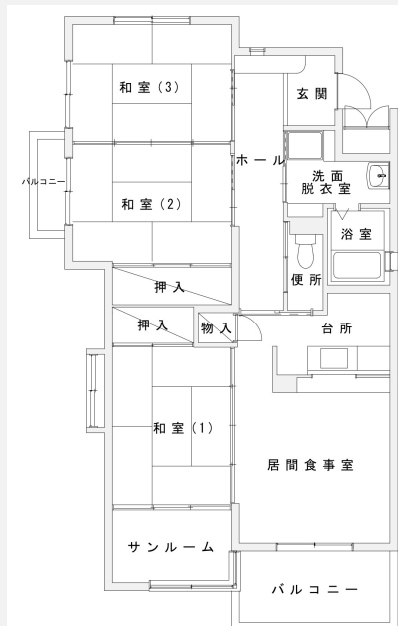 和室(3)
玄関
ホール
バルコニー
和室(2)
洗面
脱衣室
浴室
便所
押入
押入
物入
台所
和室(1)
居間食事室
サンルーム
バルコニー